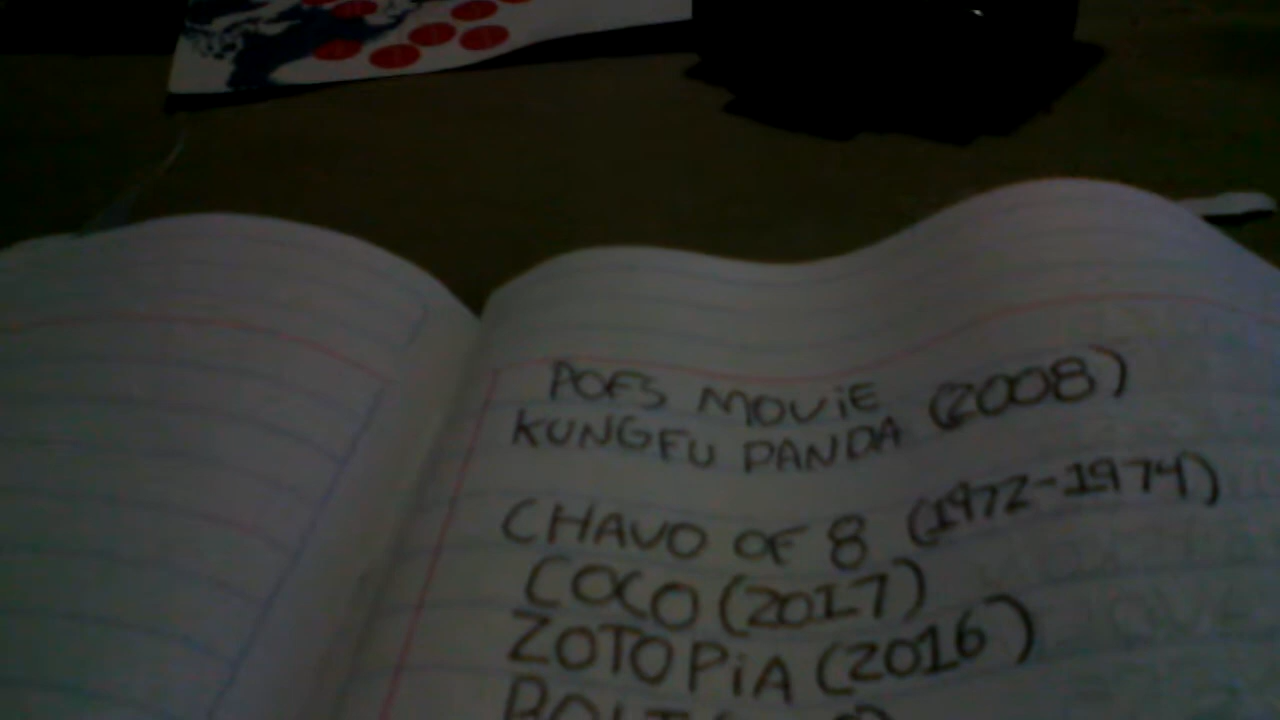 POFS MOVIE (2008)
KUNGFU PANDA
CHAVO OF 8 (1972-1974)
COCO (2017)
ZOTOPIA (2016)